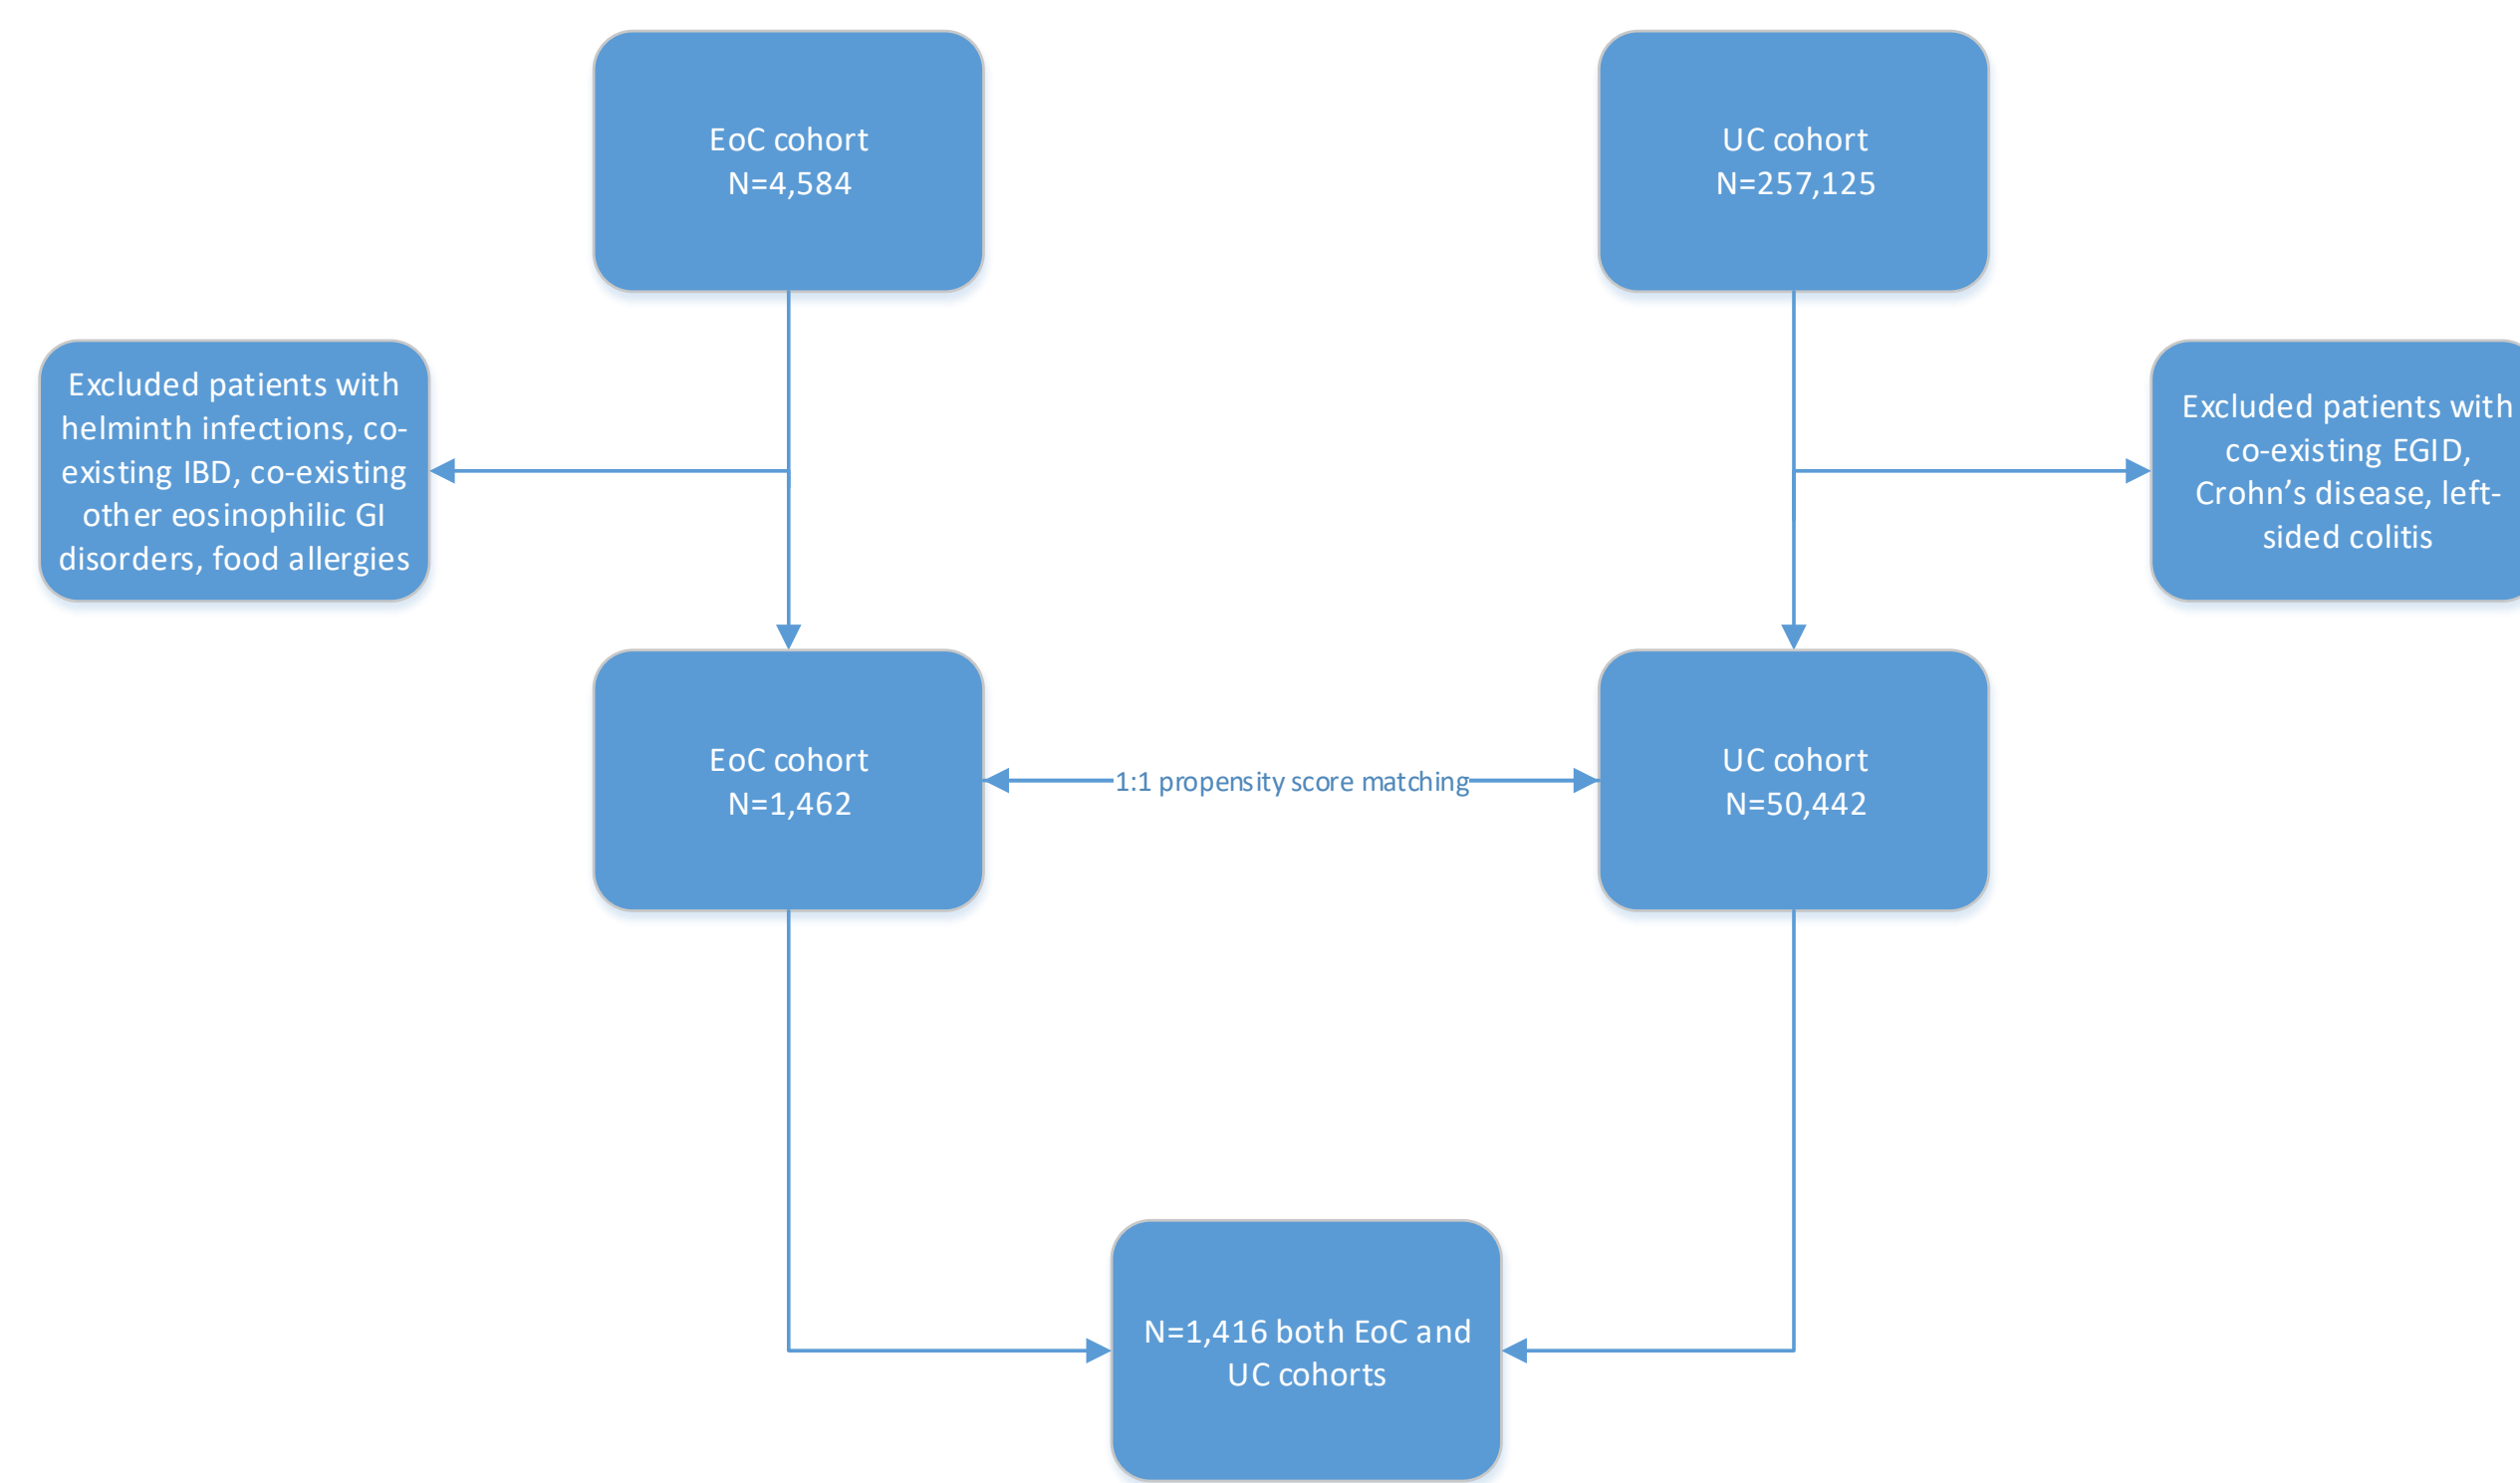 EoC cohort
N=4,584
UC cohort
N=257,125
Excluded patients with
helminth infections, co-
existing IBD, co-existing
other eosinophilic GI
disorders, food allergies
Excluded patients with
co-existing EGID,
Crohn’s disease, left-
sided colitis
EoC cohort
N=1,462
1:1 propensity score matching
UC cohort
N=50,442
N=1,416 both EoC and
UC cohorts